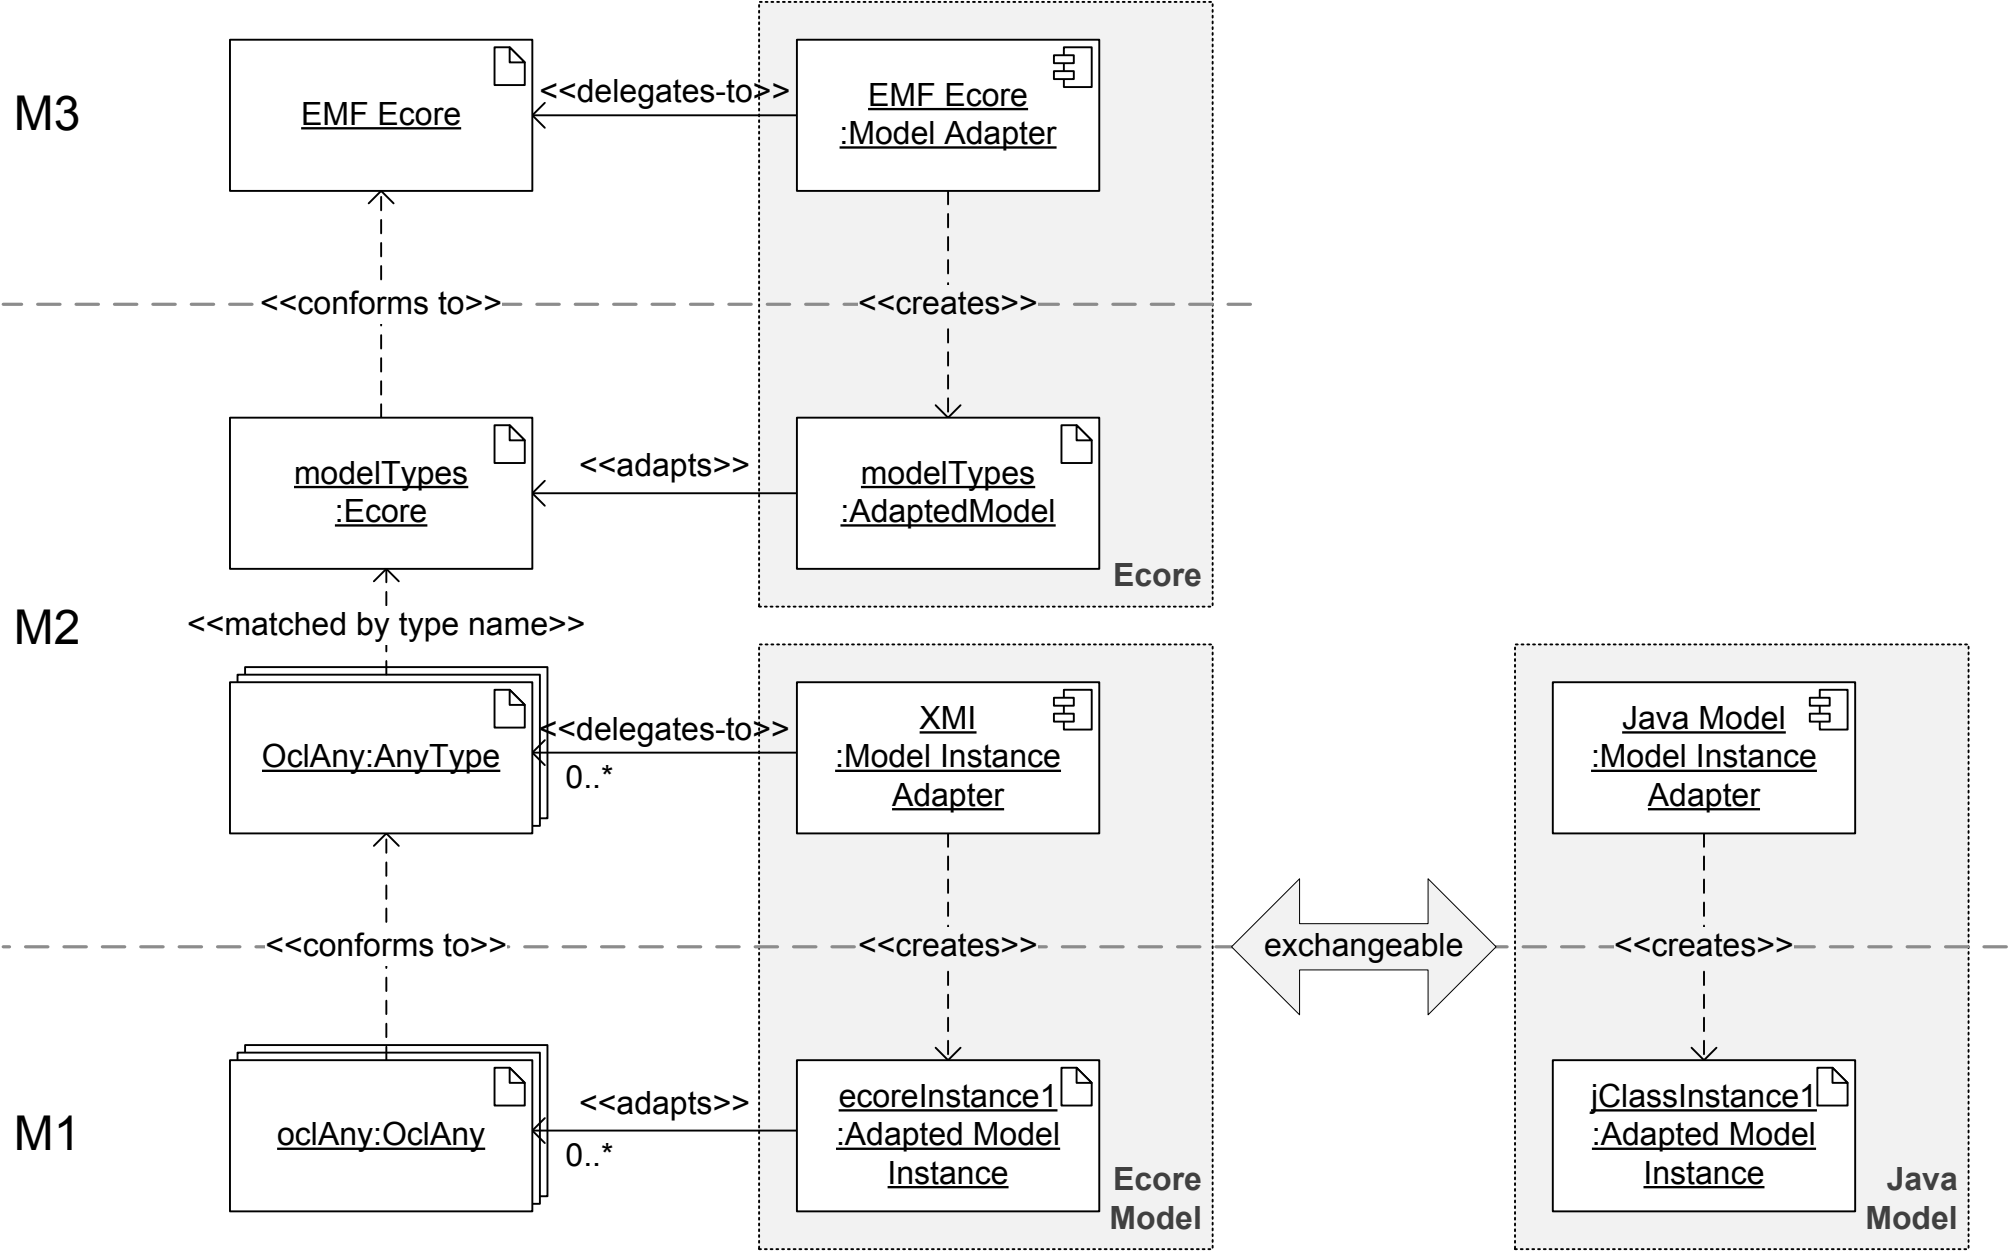 M3
EMF Ecore
<<delegates-to>>
EMF Ecore
:Model Adapter
<<conforms to>>
<<creates>>
modelTypes
:Ecore
<<adapts>>
modelTypes
:AdaptedModel
Ecore
M2
<<matched by type name>>
OclAny:AnyType
<<delegates-to>>
0..*
XMI
:Model Instance
Adapter
Java Model
:Model Instance
Adapter
<<conforms to>>
<<creates>>
exchangeable
<<creates>>
M1
oclAny:OclAny
<<adapts>>
0..*
ecoreInstance1
:Adapted Model
Instance
Ecore
Model
jClassInstance1
:Adapted Model
Instance
Java
Model